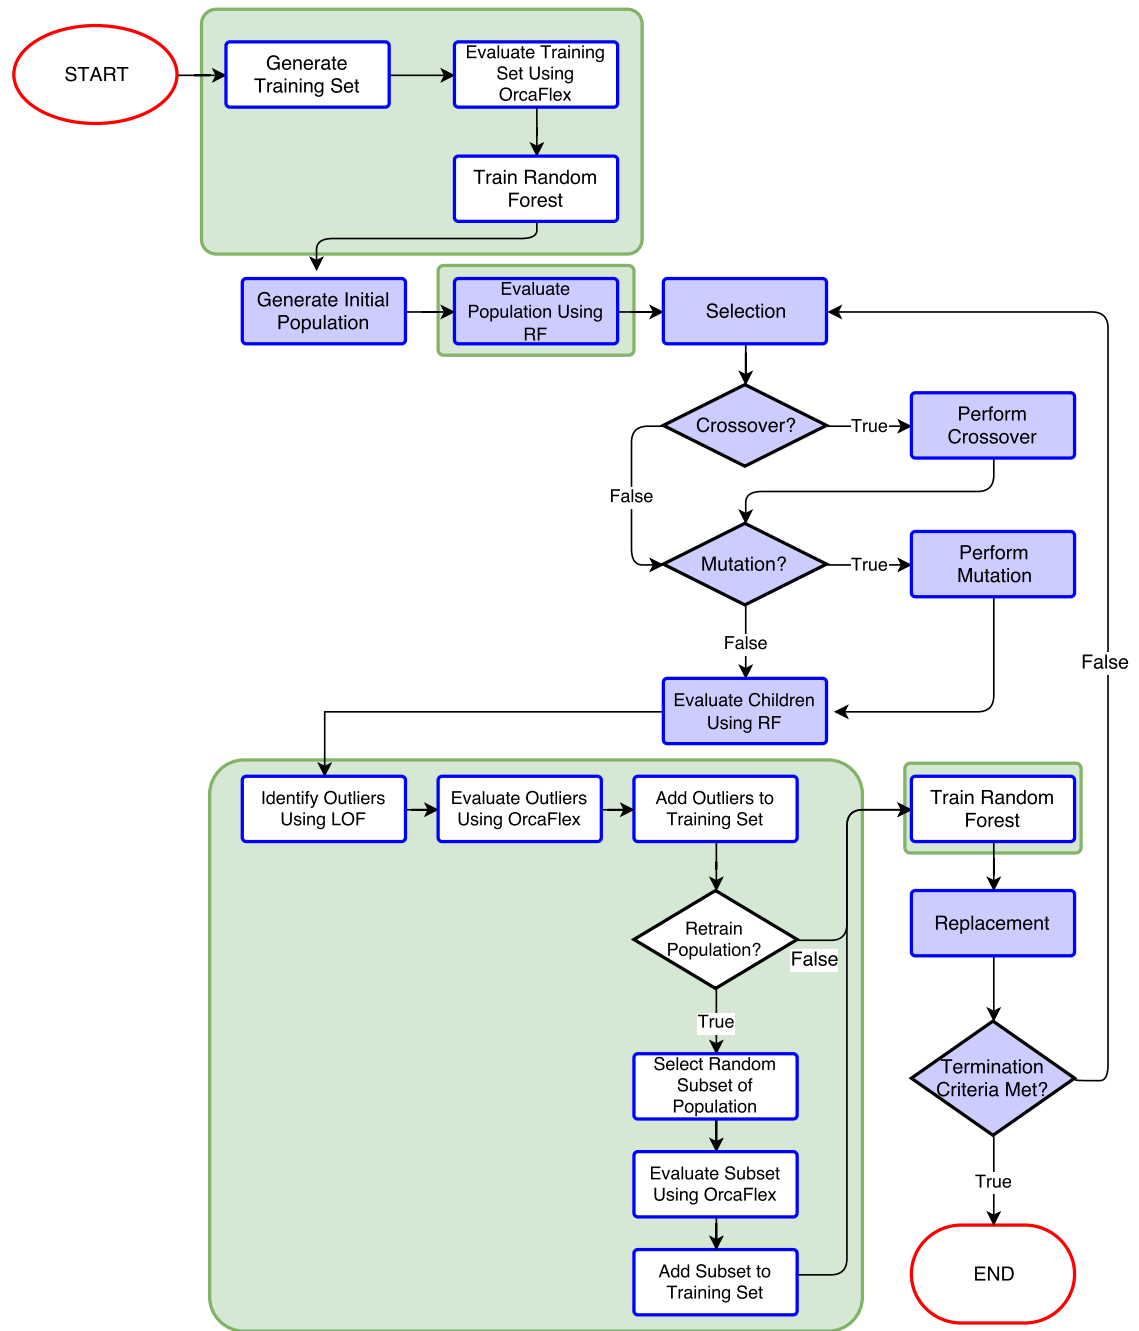 START
Generate
Training Set
Evaluate Training
Set Using
OrcaFlex
Train Random
Forest
Generate Initial
Population
Evaluate
Population Using
RF
Selection
Crossover?
True
Perform
Crossover
False
Mutation?
True
Perform
Mutation
False
False
Evaluate Children
Using RF
Identify Outliers
Using LOF
Evaluate Outliers
Using OrcaFlex
Add Outliers to
Training Set
Train Random
Forest
Retrain
Population?
False
Replacement
True
Select Random
Subset of
Population
Termination
Criteria Met?
Evaluate Subset
Using OrcaFlex
True
Add Subset to
Training Set
END